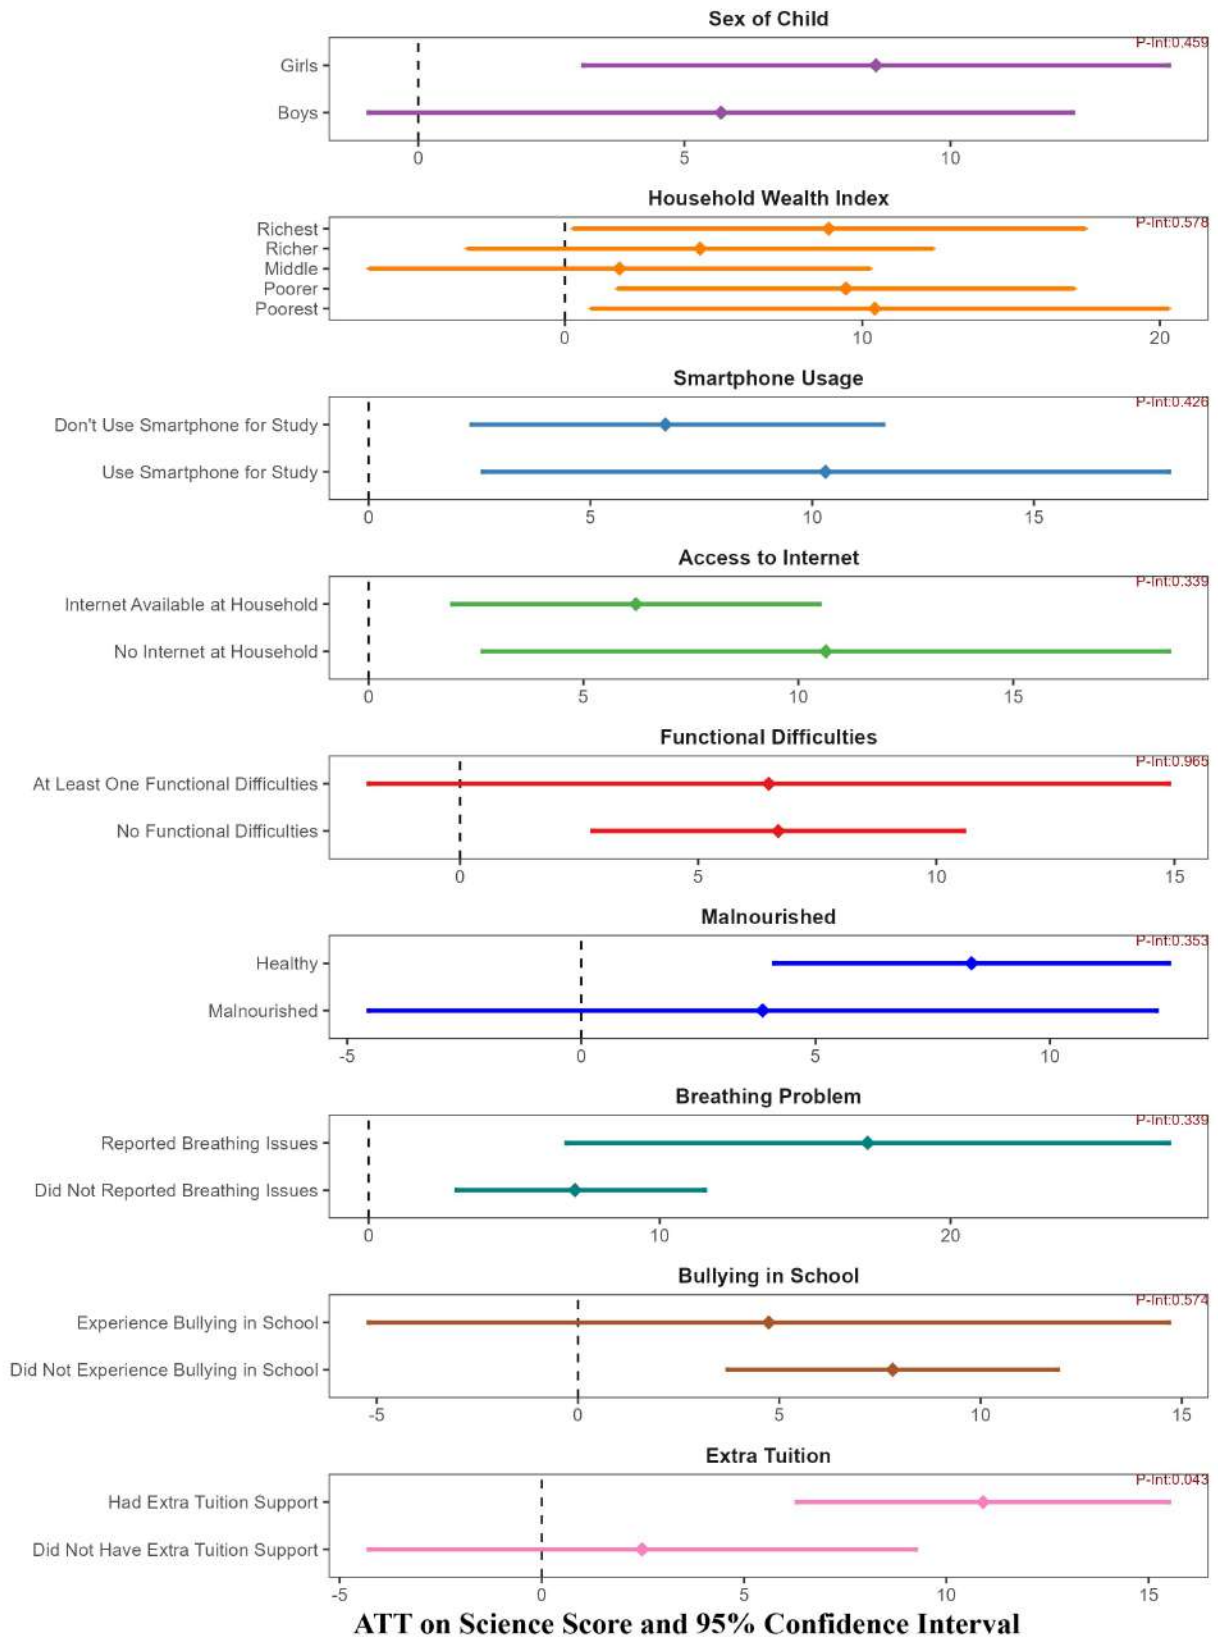 Sex of Child
P-Int:0.459
Girls
Boys
0 5 10
Household Wealth Index
P-Int:0.578
Richest
Richer
Middle
Poorer
Poorest
0 10 20
Smartphone Usage
P-Int:0.426
Don't Use Smartphone for Study
Use Smartphone for Study
0 5 10 15
Access to Internet
P-Int:0.339
Internet Available at Household
No Internet at Household
0 5 10 15
Functional Difficulties
P-Int:0.965
At Least One Functional Difficulties
No Functional Difficulties
0 5 10 15
Malnourished
P-Int:0.353
Healthy
Malnourished
-5 0 5 10
Breathing Problem
P-Int:0.339
Reported Breathing Issues
Did Not Reported Breathing Issues
0 10 20
Bullying in School
P-Int:0.574
Experience Bullying in School
Did Not Experience Bullying in School
-5 0 5 10 15
Extra Tuition
P-Int:0.043
Had Extra Tuition Support
Did Not Have Extra Tuition Support
-5 0 5 10 15
ATT on Science Score and 95% Confidence Interval